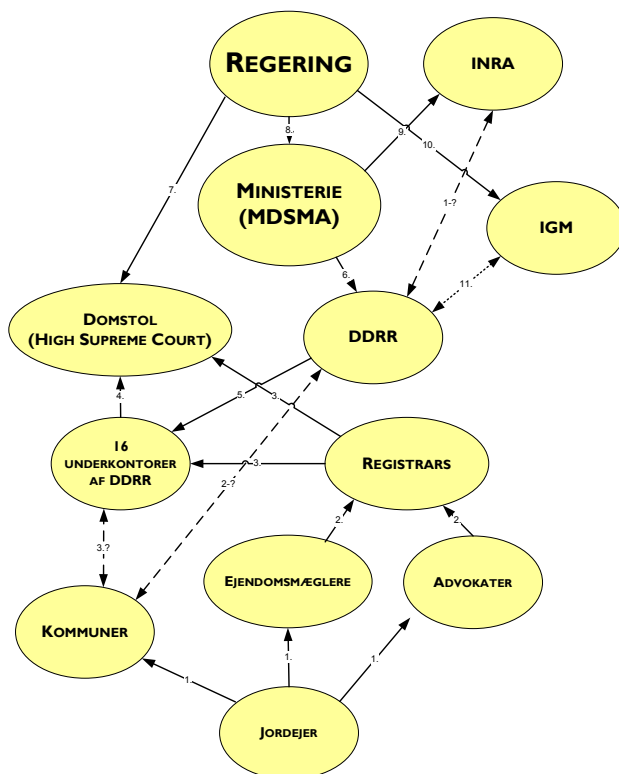 REGERING
INRA
8.
9.
10.
7.
MINISTERIE
(MDSMA)
1-?
IGM
6.
11.
DOMSTOL
(HIGH SUPREME COURT)
DDRR
4.
5.
3.
16
UNDERKONTORER
AF DDRR
3.
REGISTRARS
2-?
2.
2.
3.?
EJENDOMSMÆGLERE
ADVOKATER
KOMMUNER
1.
1.
1.
JORDEJER